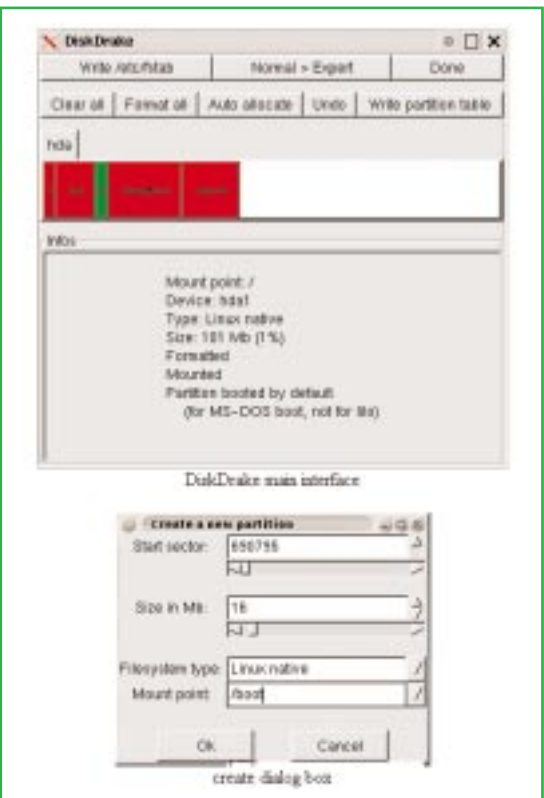 DiskDrake
Write /etc/fstab
Normal > Expert
Done
Clear all
Format all
Auto allocate
Undo
Write partition table
hda
Infos
Mount point: /
Device: hda1
Type: Linux native
Size: 101 Mb (1%)
Formatted
Mounted
Partition booted by default
(for MS-DOS boot, not for lilo)
DiskDrake main interface
Create a new partition
Start sector:
Size in MB:
16
Filesystem type:
Linux native
Mount point:
/boot
Ok
Cancel
create dialog box